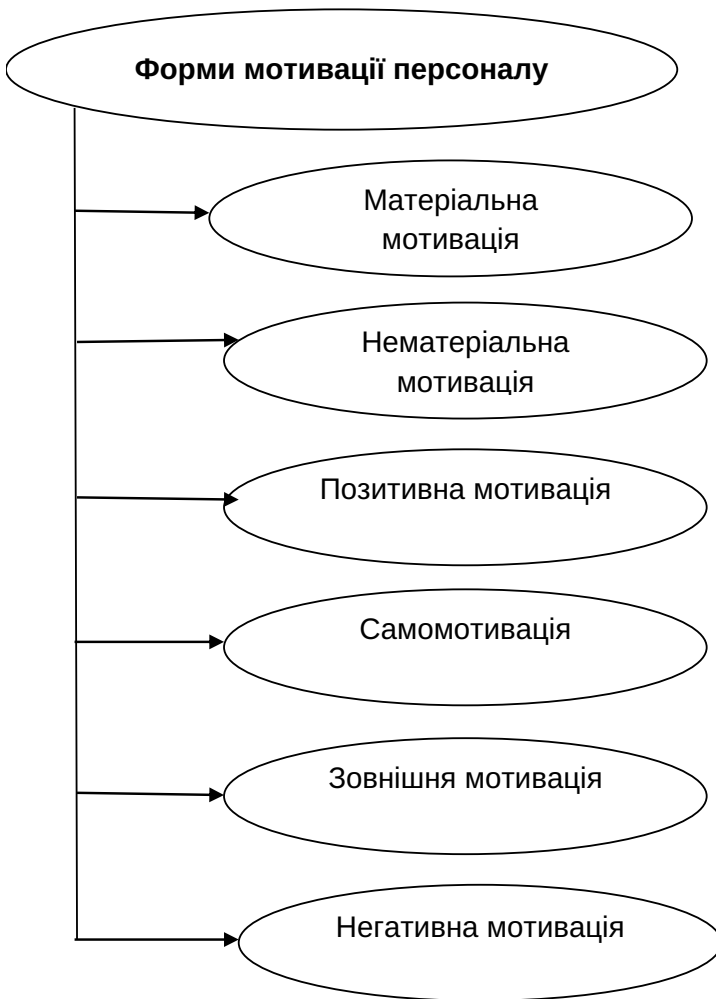 Форми мотивації персоналу
Матеріальна
мотивація
Нематеріальна
мотивація
Позитивна мотивація
Самомотивація
Зовнішня мотивація
Негативна мотивація